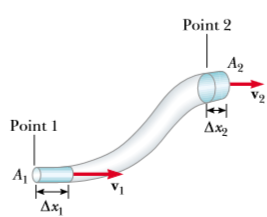 Point 2
A₂
v₂
Δx₂
Point 1
A₁
v₁
Δx₁